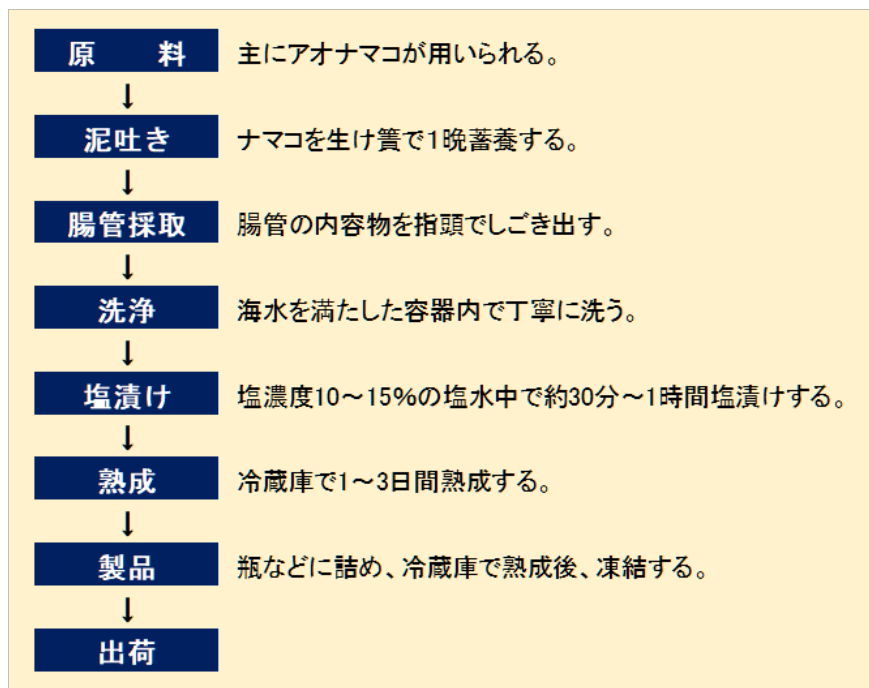 原　料 主にアオナマコが用いられる。
↓
泥吐き ナマコを生け簀で1晩蓄養する。
↓
腸管採取 腸管の内容物を指頭でしごき出す。
↓
洗浄 海水を満たした容器内で丁寧に洗う。
↓
塩漬け 塩濃度10～15%の塩水中で約30分～1時間塩漬けする。
↓
熟成 冷蔵庫で1～3日間熟成する。
↓
製品 瓶などに詰め、冷蔵庫で熟成後、凍結する。
↓
出荷